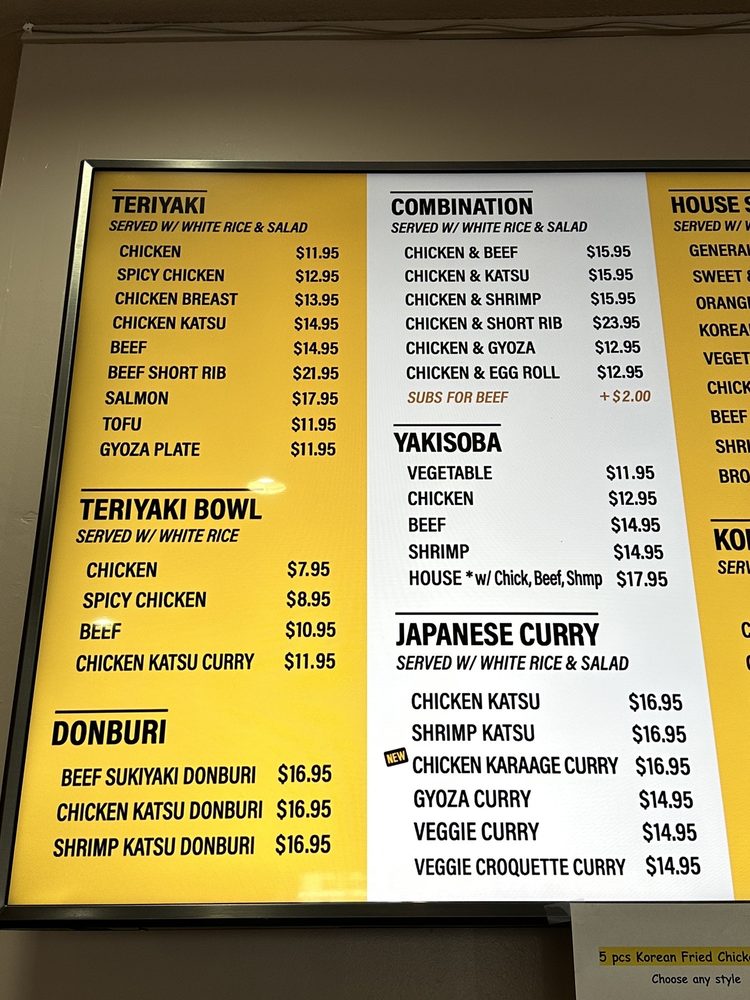 TERIYAKI
SERVED W/ WHITE RICE & SALAD
CHICKEN $11.95
SPICY CHICKEN $12.95
CHICKEN BREAST $13.95
CHICKEN KATSU $14.95
BEEF $14.95
BEEF SHORT RIB $21.95
SALMON $17.95
TOFU $11.95
GYOZA PLATE $11.95
TERIYAKI BOWL
SERVED W/ WHITE RICE
CHICKEN $7.95
SPICY CHICKEN $8.95
BEEF $10.95
CHICKEN KATSU CURRY $11.95
DONBURI
BEEF SUKIYAKI DONBURI $16.95
CHICKEN KATSU DONBURI $16.95
SHRIMP KATSU DONBURI $16.95
COMBINATION
SERVED W/ WHITE RICE & SALAD
CHICKEN & BEEF $15.95
CHICKEN & KATSU $15.95
CHICKEN & SHRIMP $15.95
CHICKEN & SHORT RIB $23.95
CHICKEN & GYOZA $12.95
CHICKEN & EGG ROLL $12.95
SUBS FOR BEEF +$2.00
YAKISOBA
VEGETABLE $11.95
CHICKEN $12.95
BEEF $14.95
SHRIMP $14.95
HOUSE *w/ Chick, Beef, Shmp $17.95
JAPANESE CURRY
SERVED W/ WHITE RICE & SALAD
CHICKEN KATSU $16.95
SHRIMP KATSU $16.95
NEW CHICKEN KARAAGE CURRY $16.95
GYOZA CURRY $14.95
VEGGIE CURRY $14.95
VEGGIE CROQUETTE CURRY $14.95
HOUSE
SERVED W/
SWEET
BEEF
5 pcs Korean Fried
Choose any style